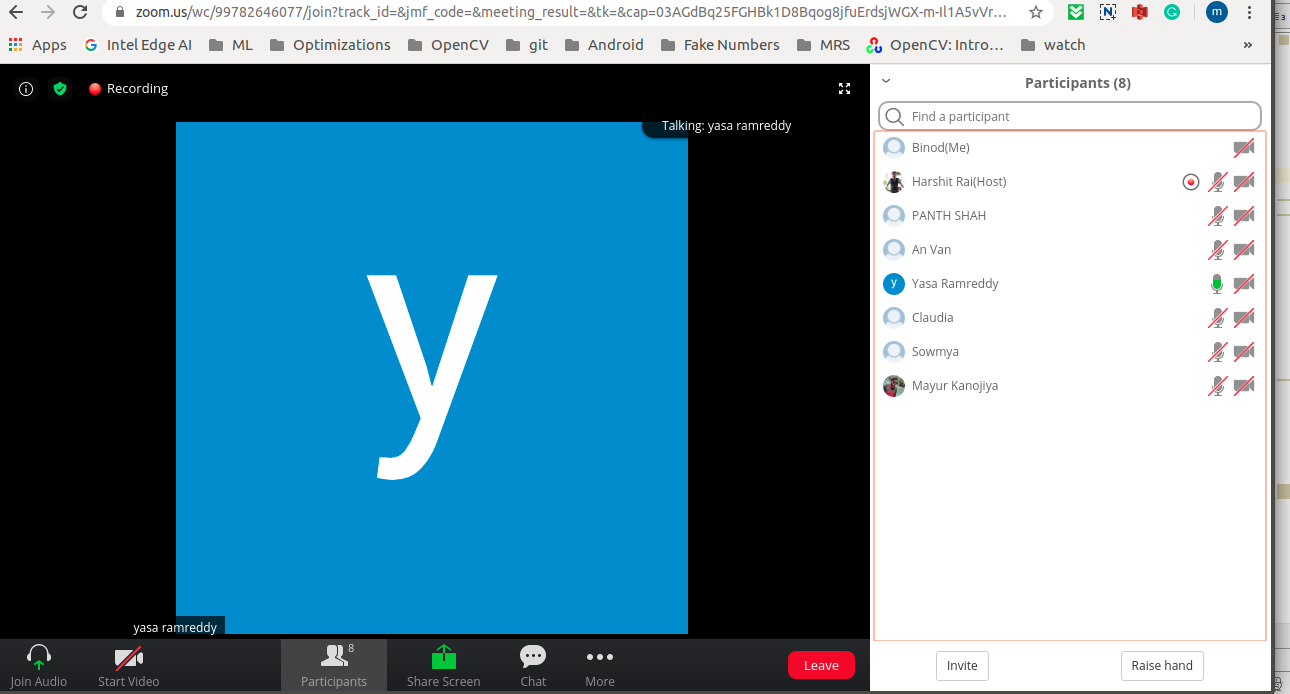 zoom.us/wc/99782646077/join?track_id=&jmf_code=&meeting_result=&tk=&cap=03AGdBq25FGHBk1D8Bqog8jfuErdsjWGX-m-Il1A5vVr...
m
Apps Intel Edge AI ML Optimizations OpenCV git Android Fake Numbers MRS OpenCV: Intro... watch »
Recording
Talking: yasa ramreddy
y
yasa ramreddy
Join Audio
Start Video
8
Participants
Share Screen
Chat
More
Leave
Participants (8)
Find a participant
Binod(Me)
Harshit Rai(Host)
PANTH SHAH
An Van
y Yasa Ramreddy
Claudia
Sowmya
Mayur Kanojiya
Invite
Raise hand